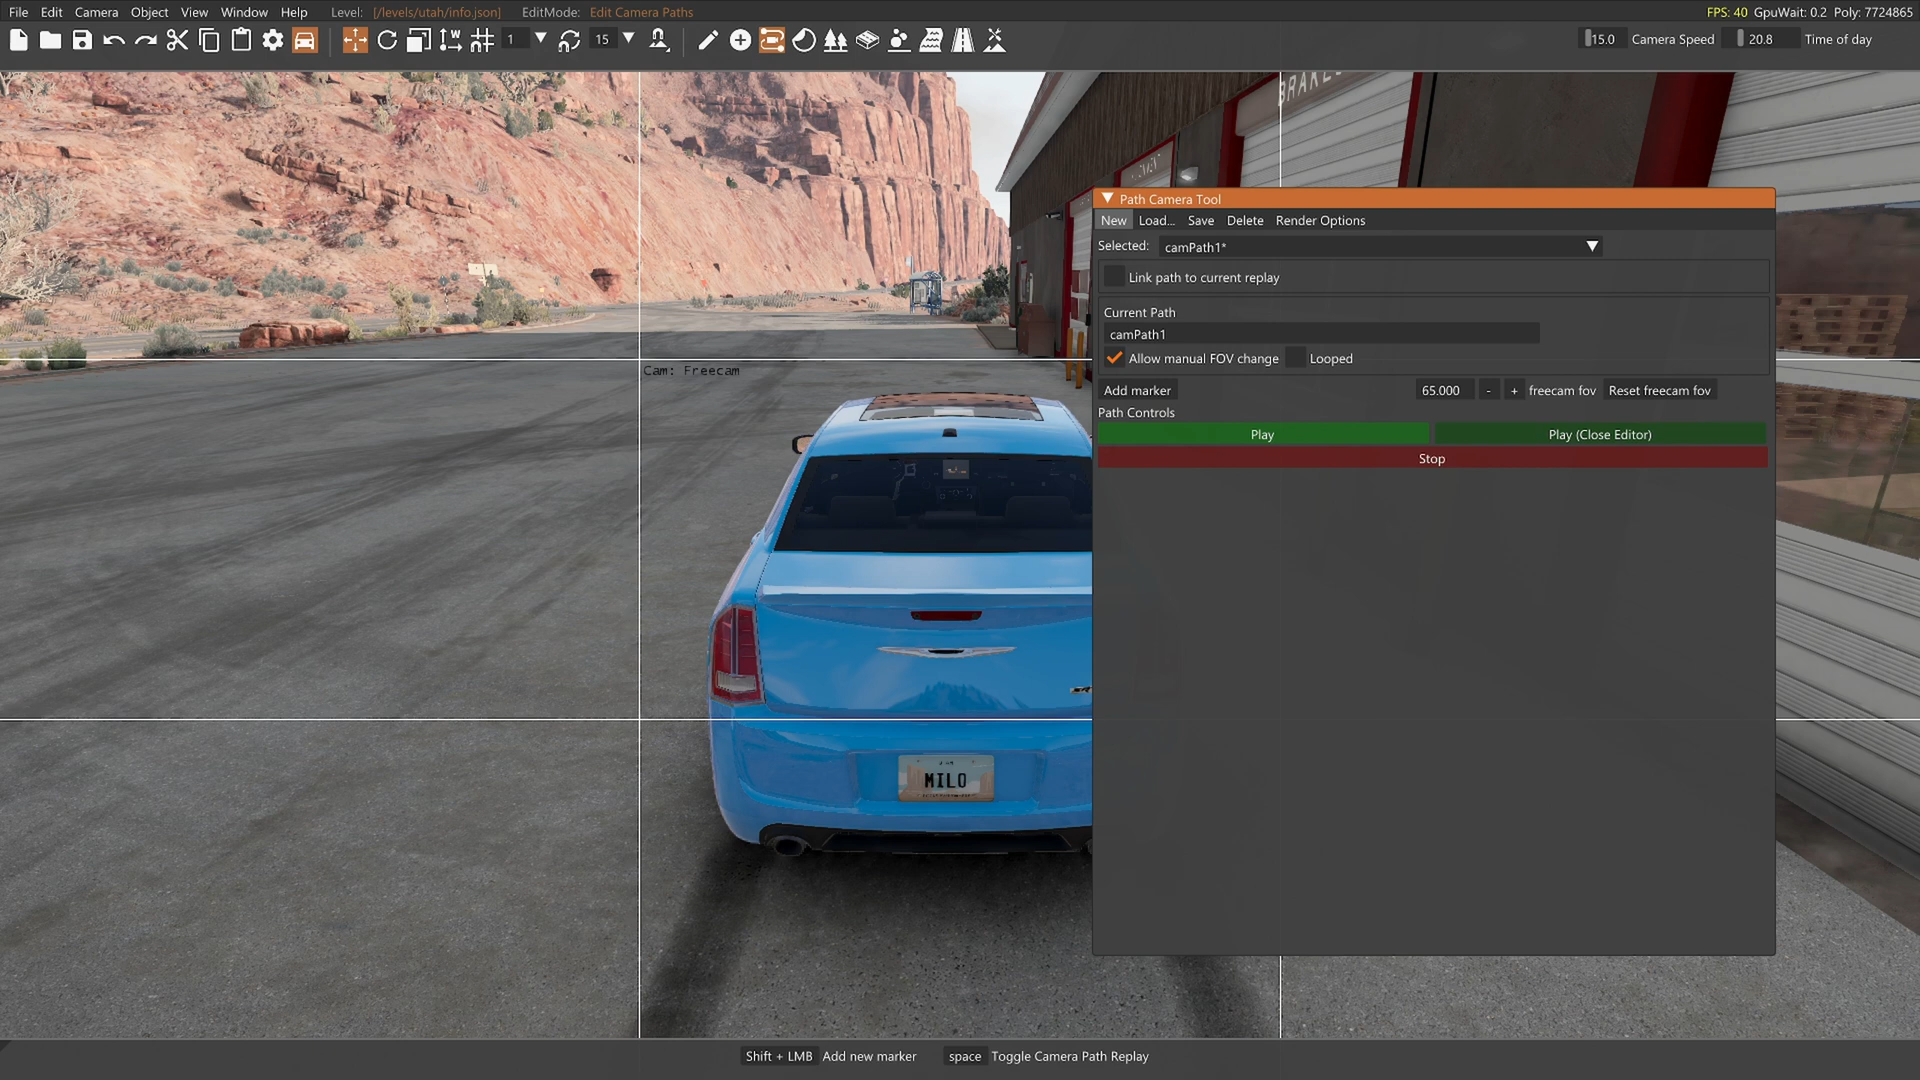 File Edit Camera Object View Window Help Level: [/levels/utah/info.json] EditMode: Edit Camera Paths FPS: 40 GpuWait: 0.2 Poly: 7724865
1 15 15.0 Camera Speed 20.8 Time of day
BRAKES
Path Camera Tool
New Load... Save Delete Render Options
Selected: camPath1*
Link path to current replay
Current Path
camPath1
Allow manual FOV change Looped
Cam: Freecam
Add marker 65.000 - + freecam fov Reset freecam fov
Path Controls
Play Play (Close Editor)
Stop
MILO
Shift + LMB Add new marker space Toggle Camera Path Replay